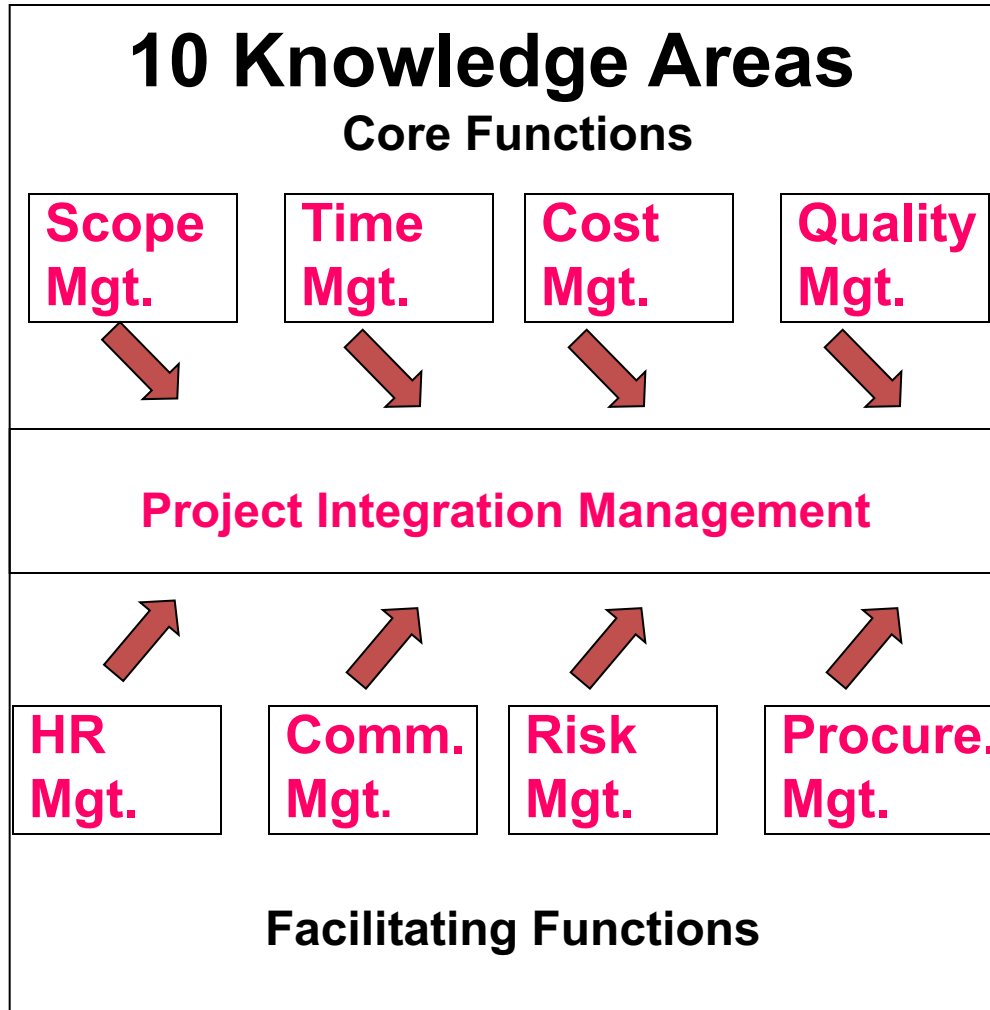 10 Knowledge Areas
Core Functions
Scope
Mgt.
Time
Mgt.
Cost
Mgt.
Quality
Mgt.
Project Integration Management
HR
Mgt.
Comm.
Mgt.
Risk
Mgt.
Procure.
Mgt.
Facilitating Functions